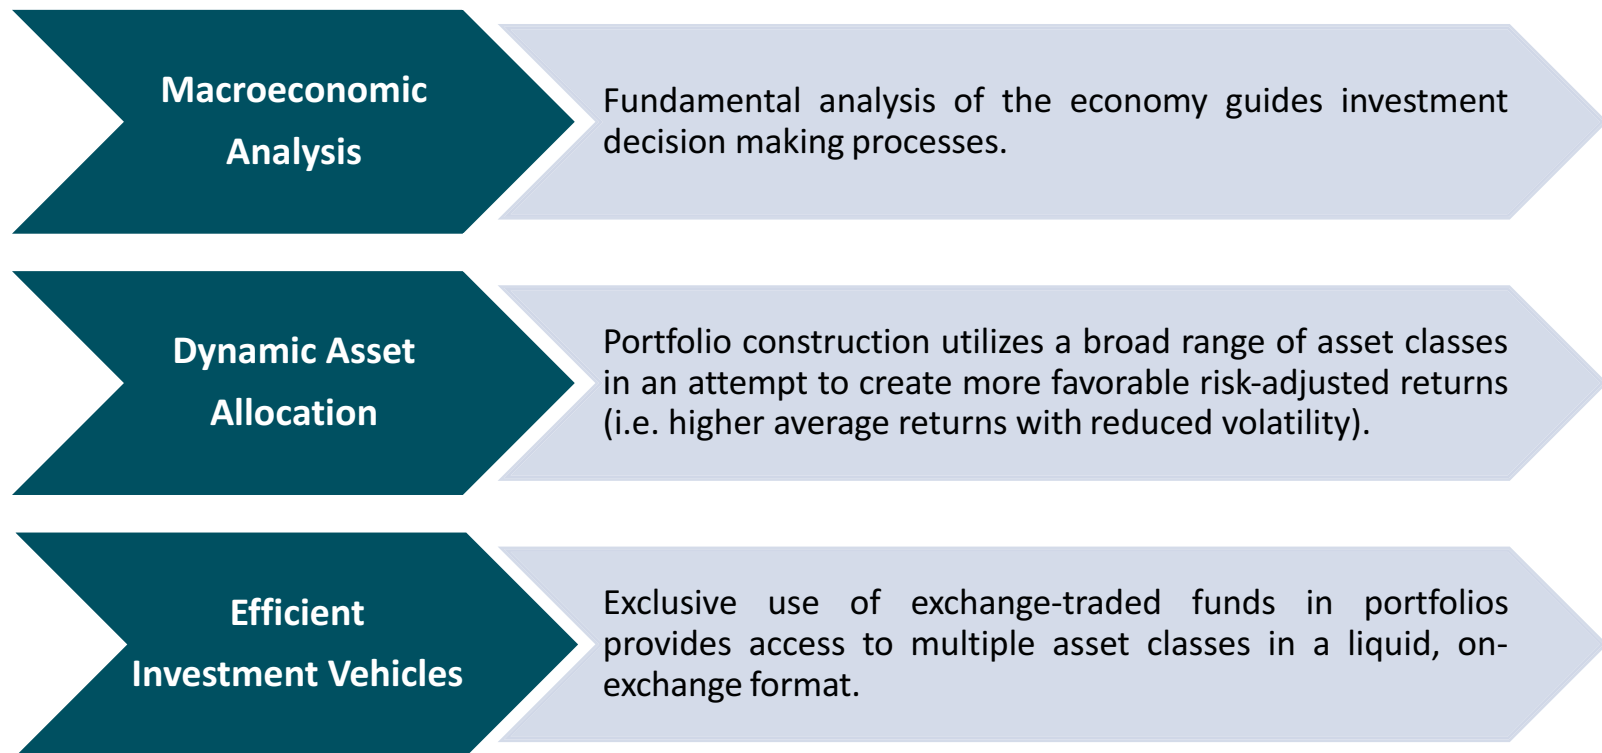 Macroeconomic
Analysis
Fundamental analysis of the economy guides investment
decision making processes.
Dynamic Asset
Allocation
Portfolio construction utilizes a broad range of asset classes
in an attempt to create more favorable risk-adjusted returns
(i.e. higher average returns with reduced volatility).
Efficient
Investment Vehicles
Exclusive use of exchange-traded funds in portfolios
provides access to multiple asset classes in a liquid, on-
exchange format.